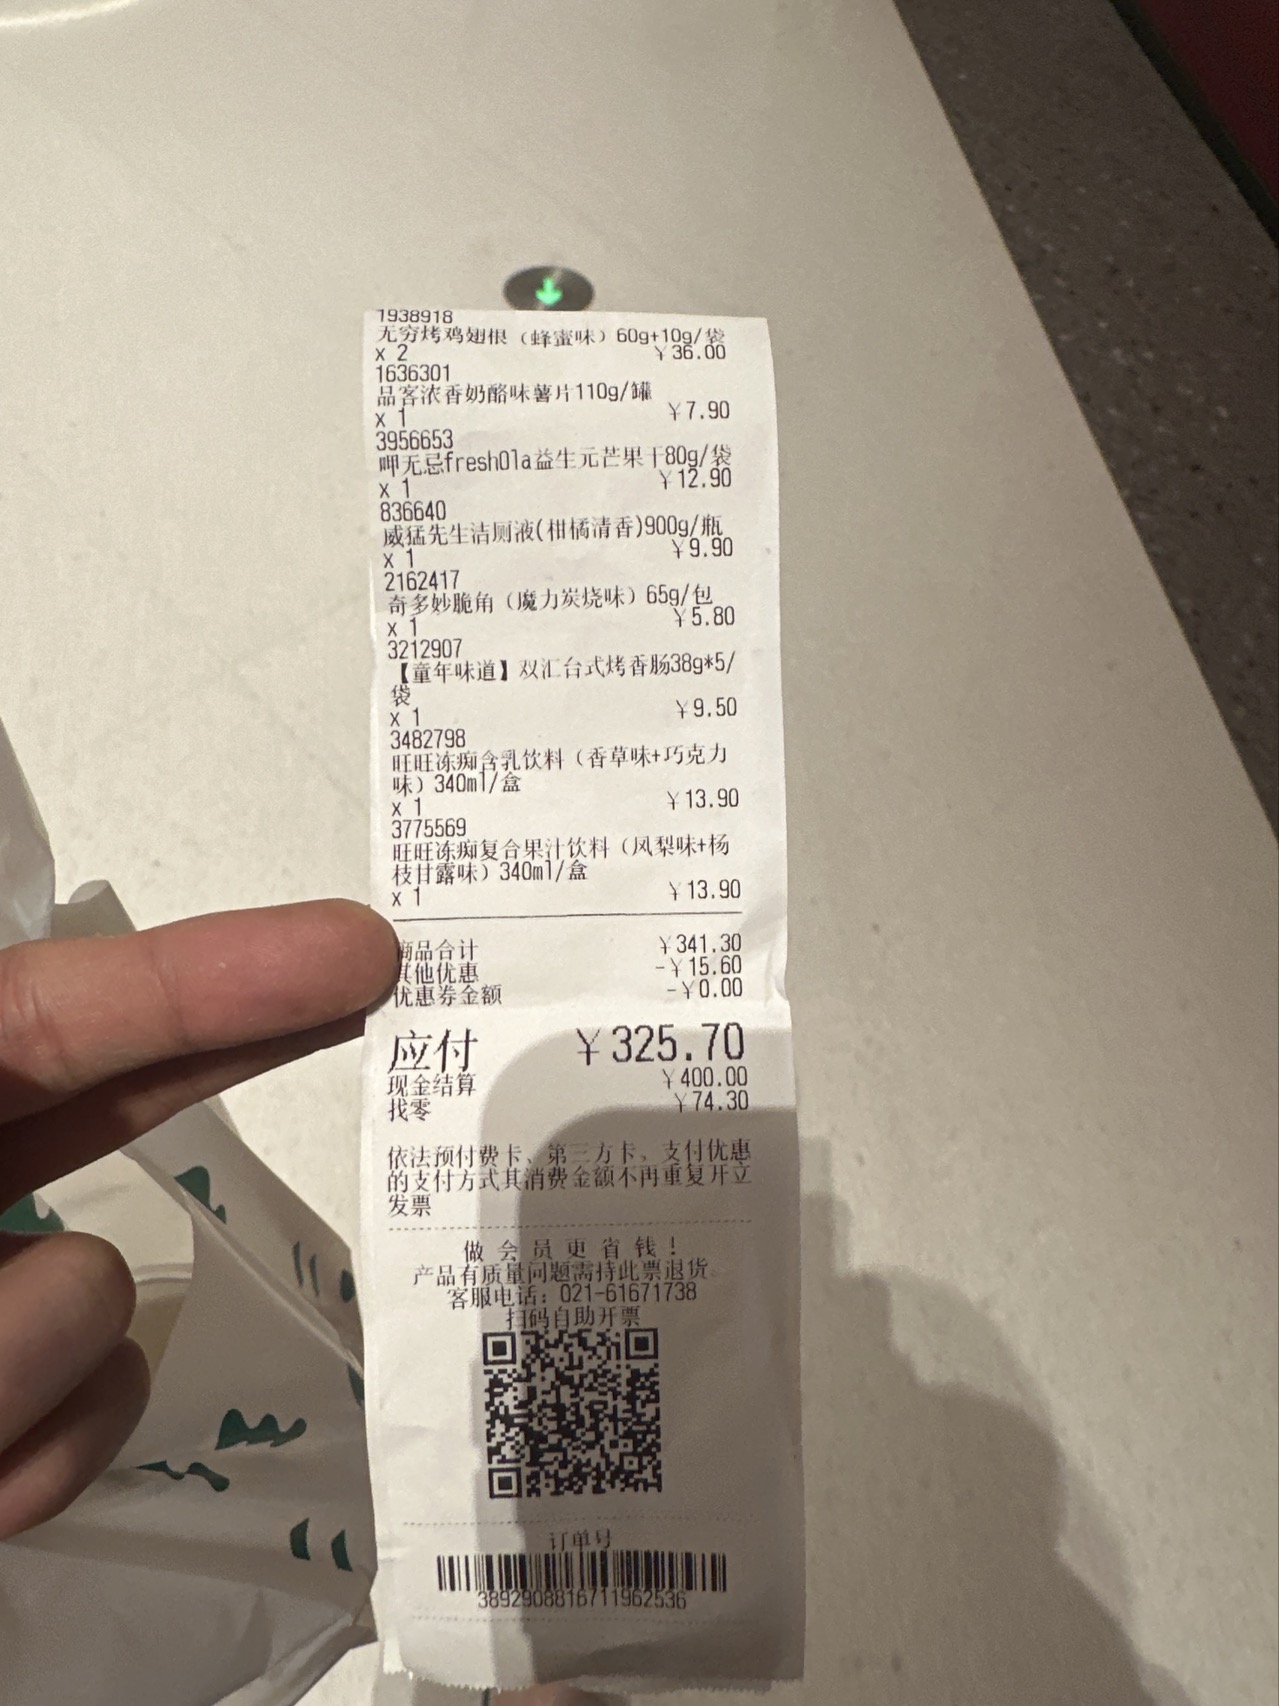 1938918
无穷烤鸡翅根（蜂蜜味）60g+10g/袋
x 2 ￥36.00
1636301
品客浓香奶酪味薯片110g/罐
x 1 ￥7.90
3956653
呷无忌fresh0la益生元芒果干80g/袋
x 1 ￥12.90
836640
威猛先生洁厕液(柑橘清香)900g/瓶
x 1 ￥9.90
2162417
奇多妙脆角（魔力炭烧味）65g/包
x 1 ￥5.80
3212907
【童年味道】双汇台式烤香肠38g*5/
袋
x 1 ￥9.50
3482798
旺旺冻痴含乳饮料（香草味+巧克力
味）340ml/盒
x 1 ￥13.90
3775569
旺旺冻痴复合果汁饮料（凤梨味+杨
枝甘露味）340ml/盒
x 1 ￥13.90
商品合计 ￥341.30
其他优惠 -￥15.60
优惠券金额 -￥0.00
应付 ￥325.70
现金结算 ￥400.00
找零 ￥74.30
依法预付费卡、第三方卡、支付优惠
的支付方式其消费金额不再重复开立
发票
做会员更省钱！
产品有质量问题需持此票退货
客服电话：021-61671738
扫码自助开票
订单号
3892908816711962536